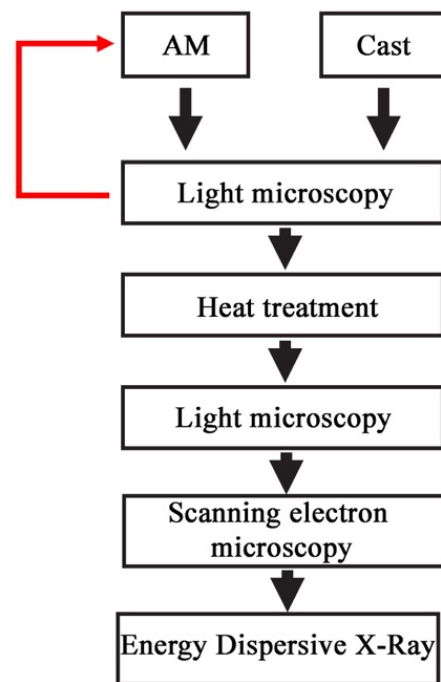 AM
Cast
Light microscopy
Heat treatment
Light microscopy
Scanning electron
microscopy
Energy Dispersive X-Ray